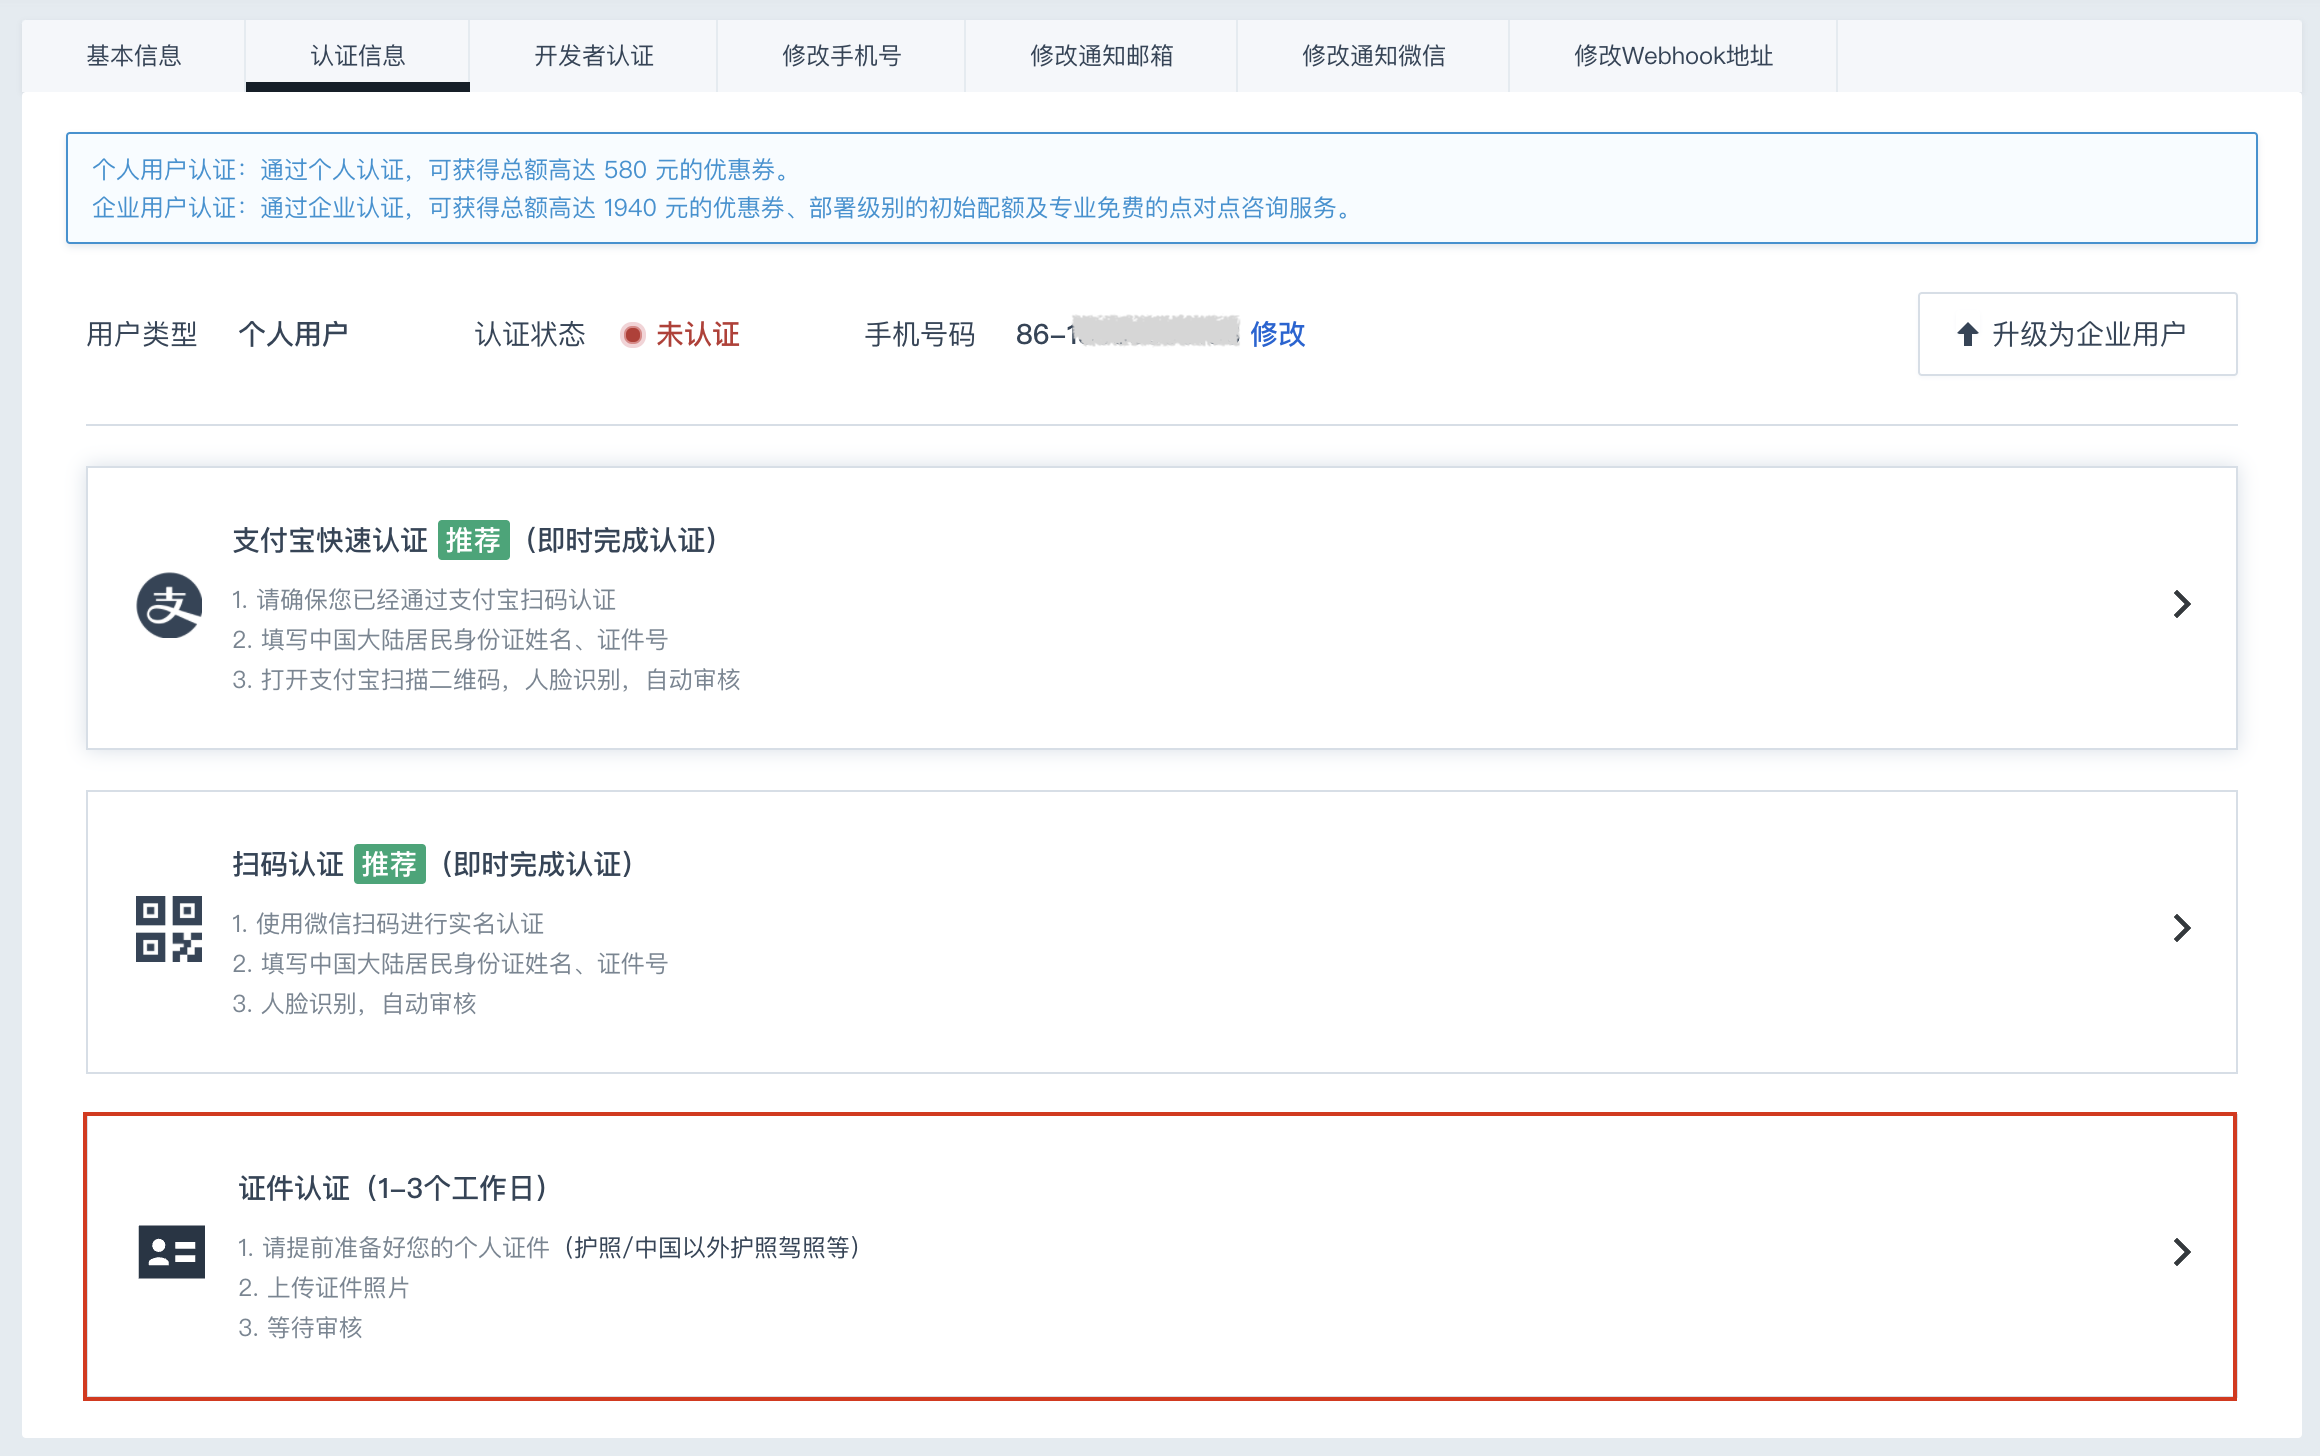 基本信息
认证信息
开发者认证
修改手机号
修改通知邮箱
修改通知微信
修改Webhook地址
个人用户认证：通过个人认证，可获得总额高达 580 元的优惠券。
企业用户认证：通过企业认证，可获得总额高达 1940 元的优惠券、部署级别的初始配额及专业免费的点对点咨询服务。
用户类型 个人用户 认证状态 未认证 手机号码 86-1 修改 升级为企业用户
支付宝快速认证 推荐（即时完成认证）
支
1. 请确保您已经通过支付宝扫码认证
2. 填写中国大陆居民身份证姓名、证件号
3. 打开支付宝扫描二维码，人脸识别，自动审核
扫码认证 推荐（即时完成认证）
1. 使用微信扫码进行实名认证
2. 填写中国大陆居民身份证姓名、证件号
3. 人脸识别，自动审核
证件认证（1-3个工作日）
1. 请提前准备好您的个人证件（护照/中国以外护照驾照等）
2. 上传证件照片
3. 等待审核